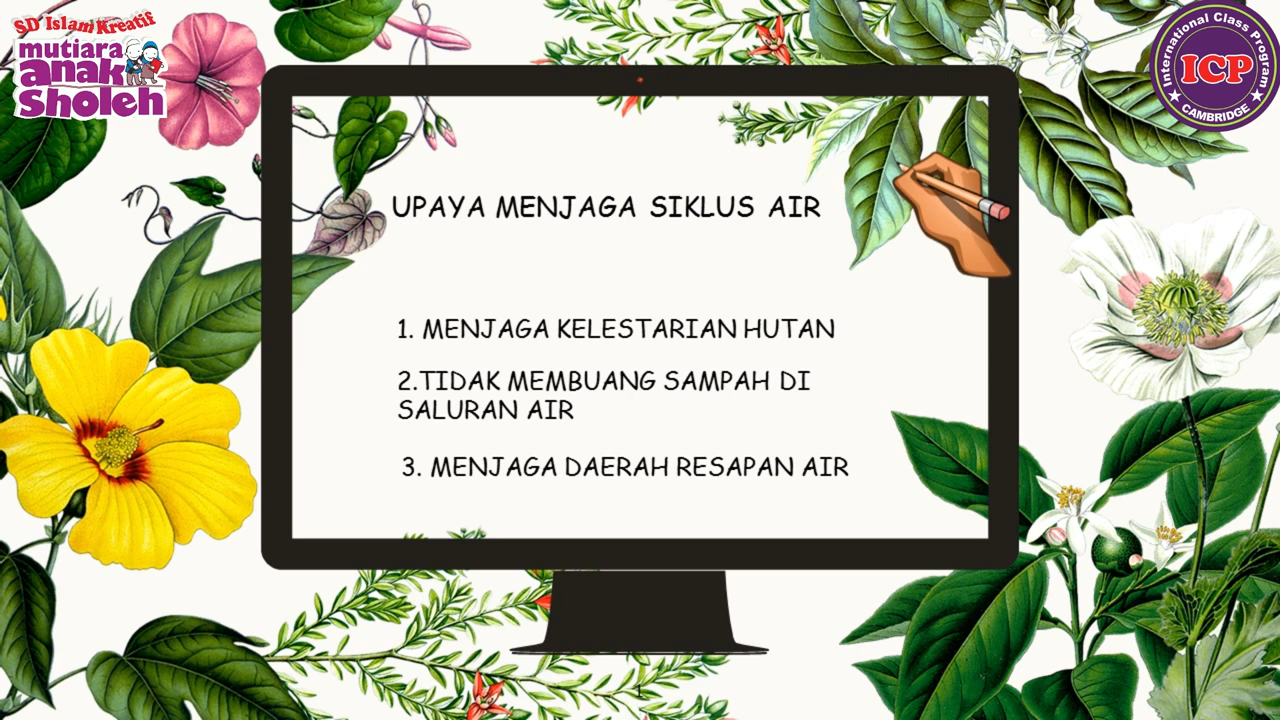 SD Islam Kreatif
mutiara
anak
Sholeh
International Class Program
ICP
CAMBRIDGE
UPAYA MENJAGA SIKLUS AIR
1. MENJAGA KELESTARIAN HUTAN
2.TIDAK MEMBUANG SAMPAH DI
SALURAN AIR
3. MENJAGA DAERAH RESAPAN AIR